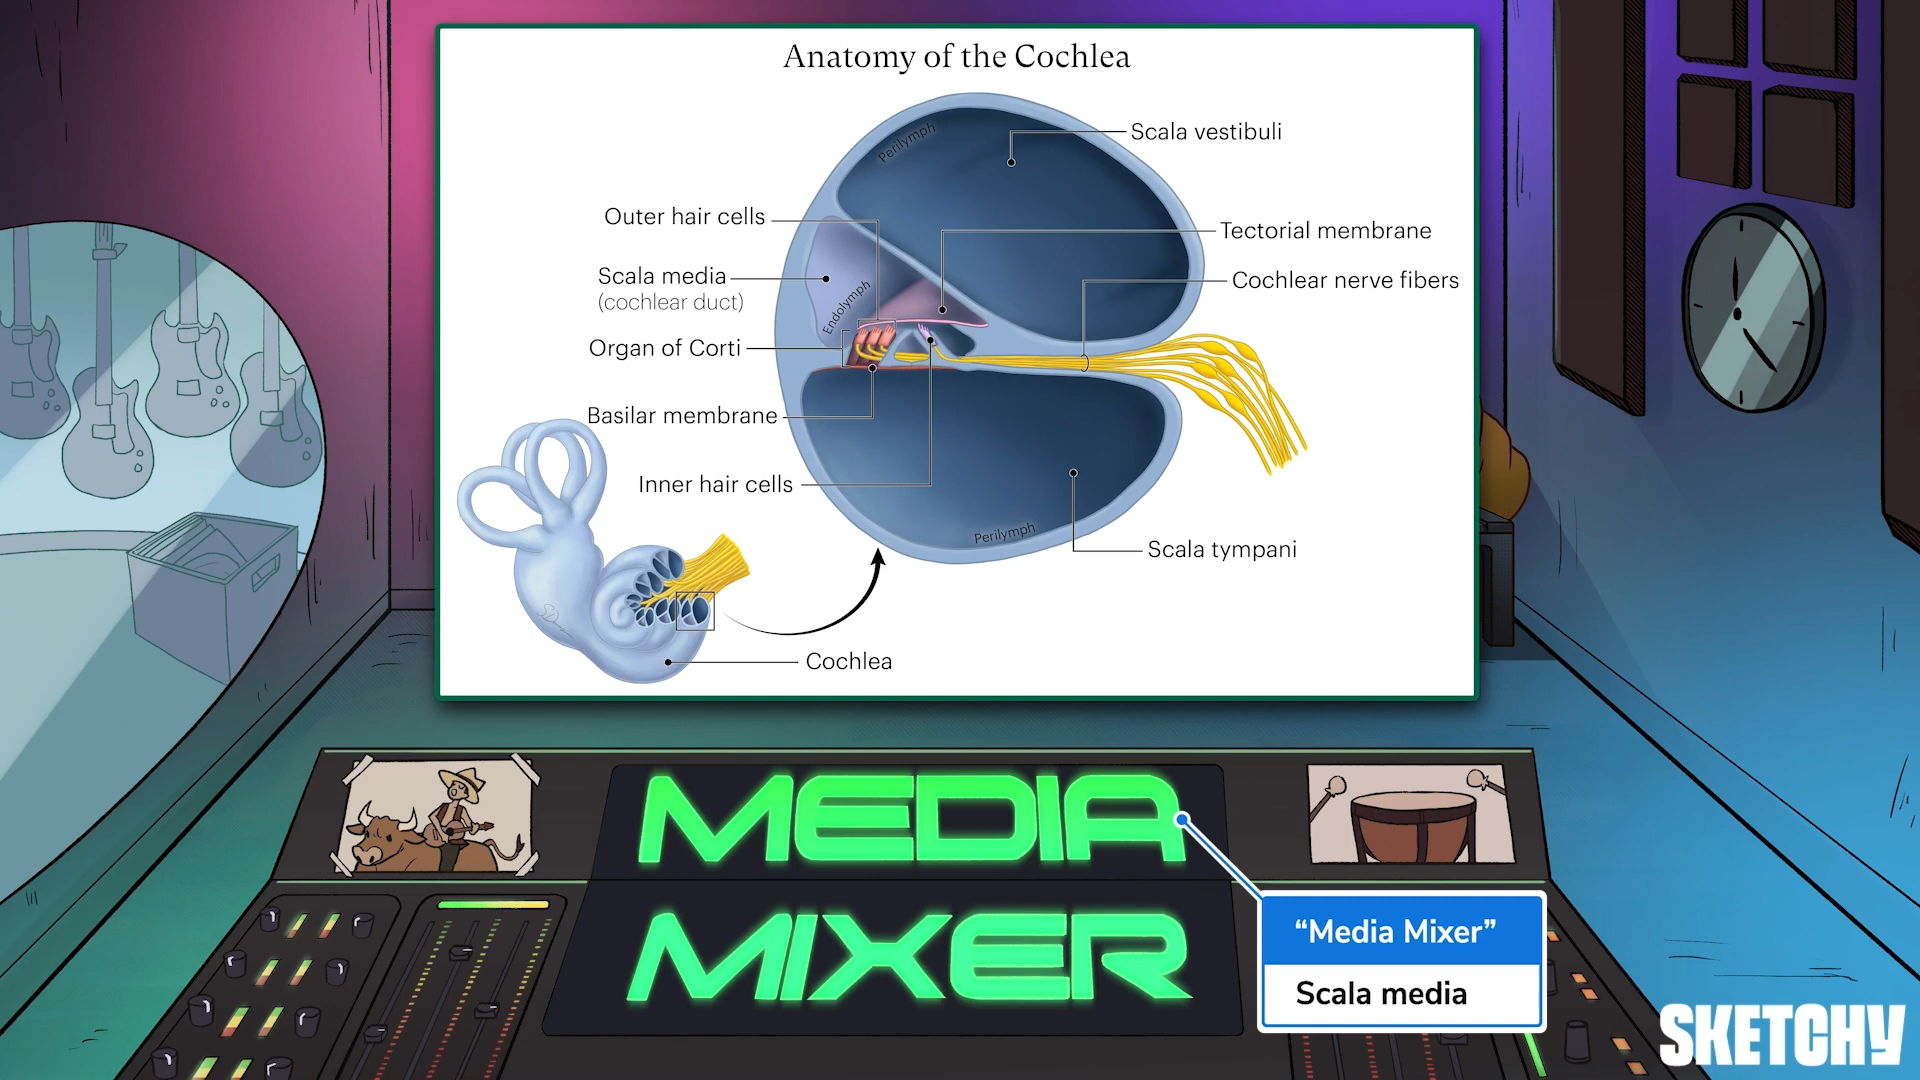 Anatomy of the Cochlea
Perilymph
Scala vestibuli
Outer hair cells
Tectorial membrane
Scala media
(cochlear duct)
Endolymph
Cochlear nerve fibers
Organ of Corti
Basilar membrane
Inner hair cells
Perilymph
Scala tympani
Cochlea
MEDIA
MIXER
“Media Mixer”
Scala media
SKETCHY